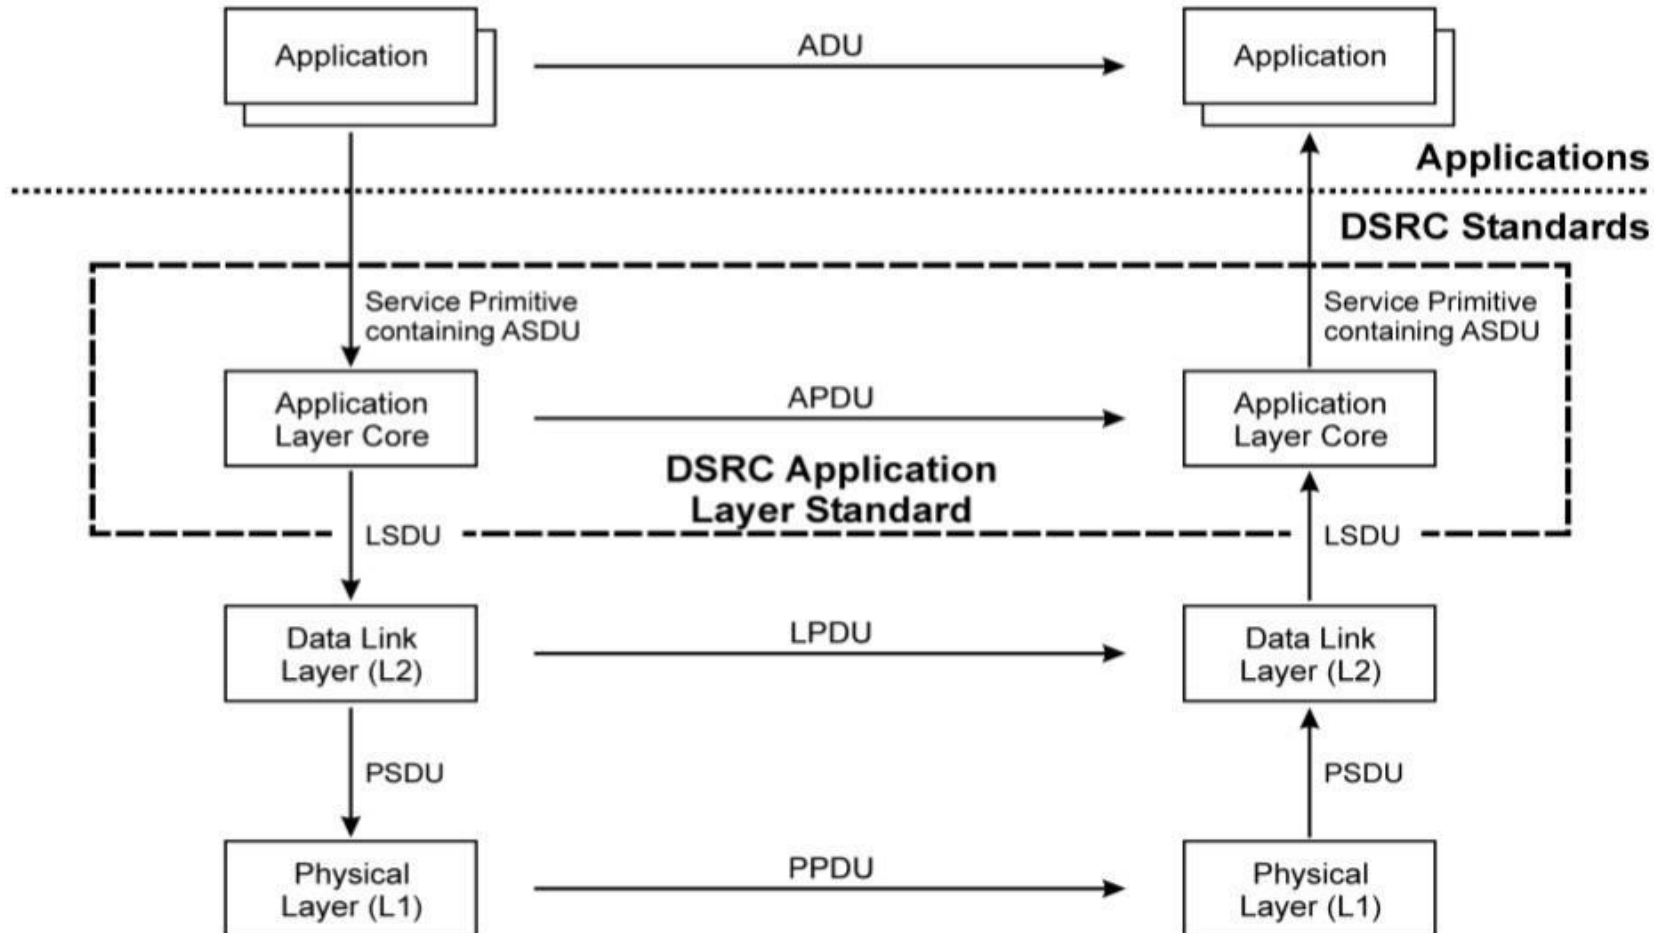 Application
ADU
Application
Applications
DSRC Standards
Service Primitive
containing ASDU
Service Primitive
containing ASDU
Application
Layer Core
APDU
Application
Layer Core
DSRC Application
Layer Standard
LSDU
LSDU
Data Link
Layer (L2)
LPDU
Data Link
Layer (L2)
PSDU
PSDU
Physical
Layer (L1)
PPDU
Physical
Layer (L1)